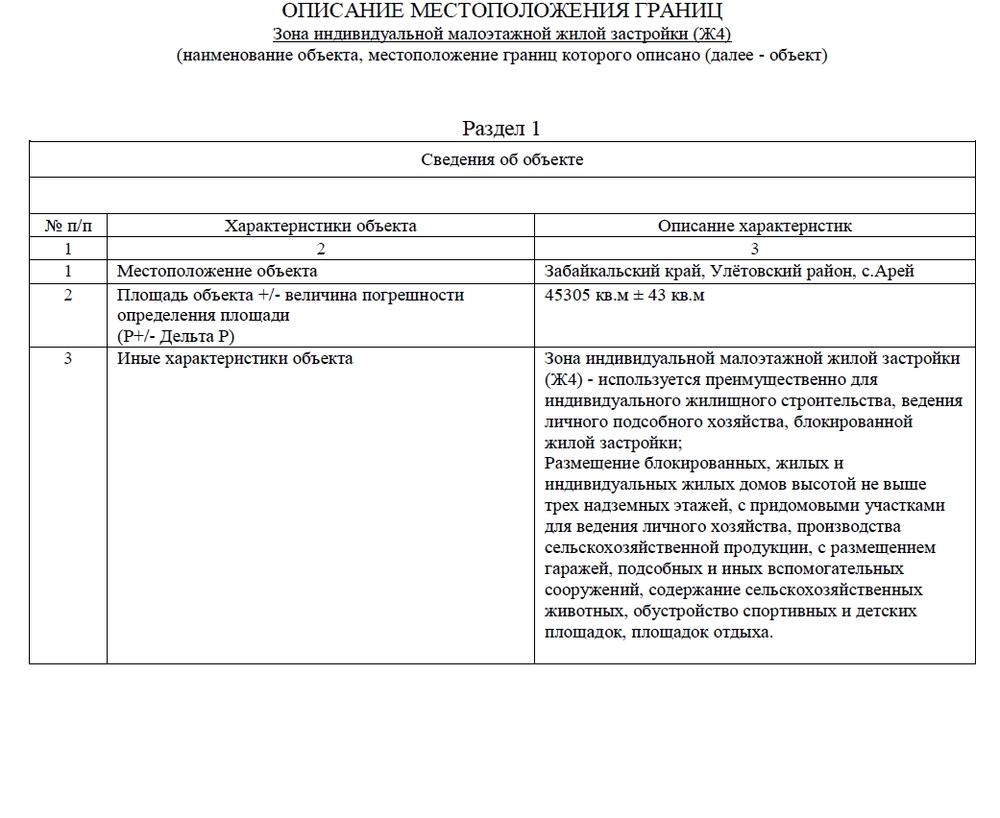 ОПИСАНИЕ МЕСТОПОЛОЖЕНИЯ ГРАНИЦ
Зона индивидуальной малоэтажной жилой застройки (Ж4)
(наименование объекта, местоположение границ которого описано (далее - объект)
Раздел 1
Сведения об объекте
№ п/п Характеристики объекта Описание характеристик
1 2 3
1 Местоположение объекта Забайкальский край, Улётовский район, с.Арей
2 Площадь объекта +/- величина погрешности 45305 кв.м ± 43 кв.м
определения площади
(Р+/- Дельта Р)
3 Иные характеристики объекта Зона индивидуальной малоэтажной жилой застройки
(Ж4) - используется преимущественно для
индивидуального жилищного строительства, ведения
личного подсобного хозяйства, блокированной
жилой застройки;
Размещение блокированных, жилых и
индивидуальных жилых домов высотой не выше
трех надземных этажей, с придомовыми участками
для ведения личного хозяйства, производства
сельскохозяйственной продукции, с размещением
гаражей, подсобных и иных вспомогательных
сооружений, содержание сельскохозяйственных
животных, обустройство спортивных и детских
площадок, площадок отдыха.